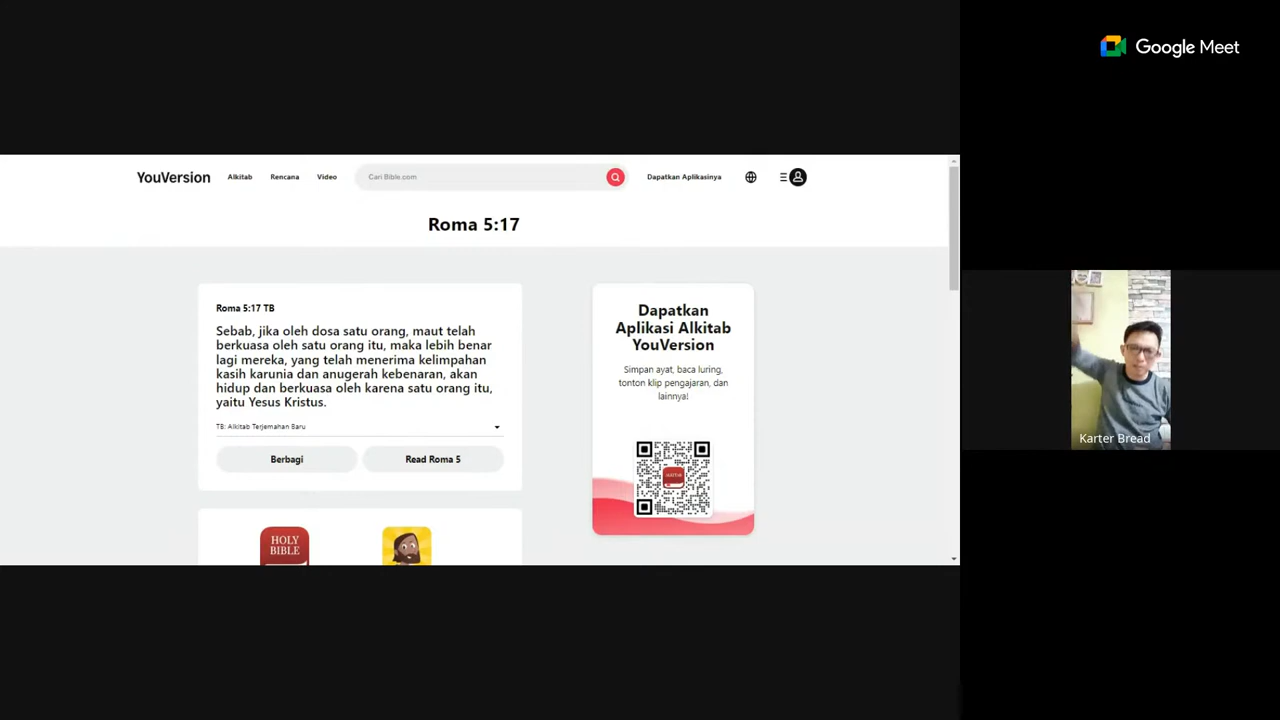 Google Meet
YouVersion
Alkitab
Rencana
Video
Cari Bible.com
Dapatkan Aplikasinya
Roma 5:17
Roma 5:17 TB
Sebab, jika oleh dosa satu orang, maut telah
berkuasa oleh satu orang itu, maka lebih benar
lagi mereka, yang telah menerima kelimpahan
kasih karunia dan anugerah kebenaran, akan
hidup dan berkuasa oleh karena satu orang itu,
yaitu Yesus Kristus.
TB: Alkitab Terjemahan Baru
Berbagi
Read Roma 5
HOLY
BIBLE
Dapatkan
Aplikasi Alkitab
YouVersion
Simpan ayat, baca luring,
tonton klip pengajaran, dan
lainnya!
Karter Bread